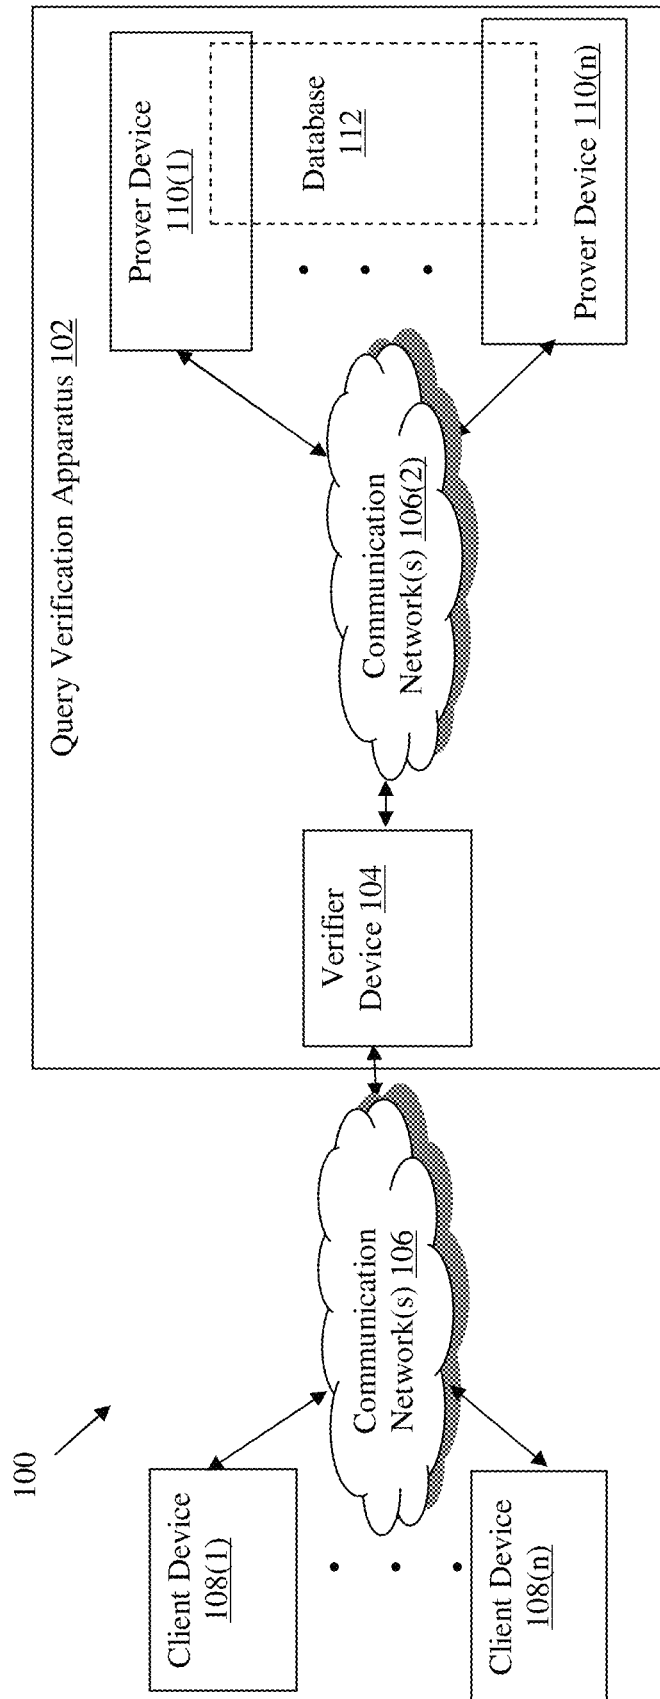 100
Client Device
108(1)
Client Device
108(n)
Communication
Network(s) 106
Query Verification Apparatus 102
Verifier
Device 104
Communication
Network(s) 106(2)
Prover Device
110(1)
Database
112
Prover Device 110(n)